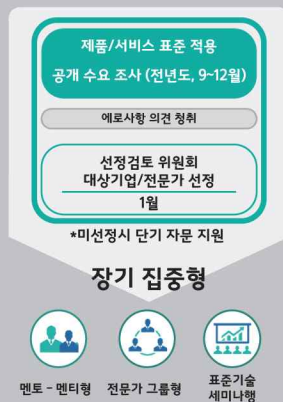 제품/서비스 표준 적용
공개 수요 조사 (전년도, 9~12월)
에로사항 의견 청취
선정검토 위원회
대상기업/전문가 선정
1월
*미선정시 단기 자문 지원
장기 집중형
멘토 - 멘티형
전문가 그룹형
표준기술
세미나행